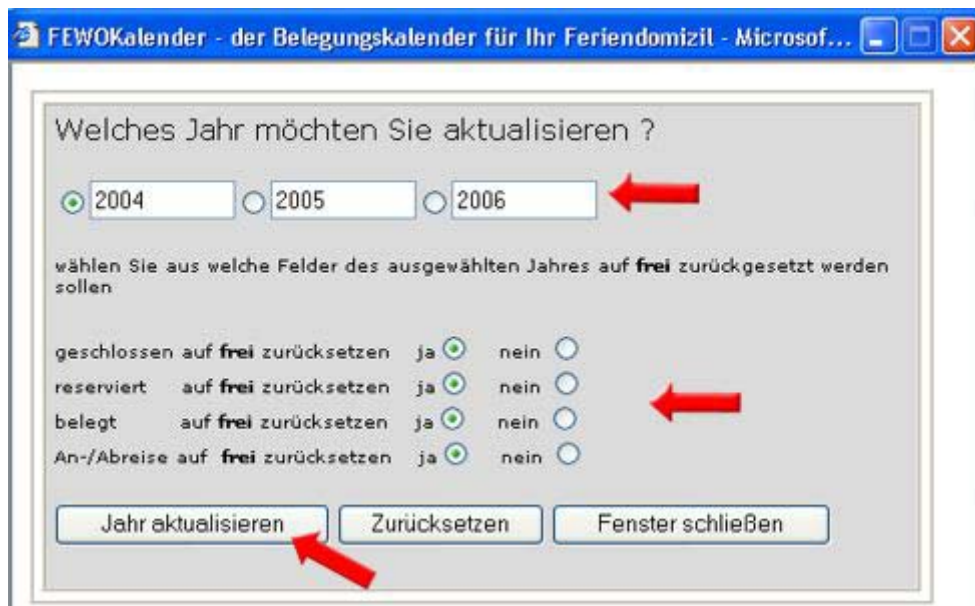 FEWOKalender - der Belegungskalender für Ihr Feriendomizil - Microsof...
Welches Jahr möchten Sie aktualisieren ?
2004 2005 2006
wählen Sie aus welche Felder des ausgewählten Jahres auf frei zurückgesetzt werden
sollen
geschlossen auf frei zurücksetzen ja nein
reserviert auf frei zurücksetzen ja nein
belegt auf frei zurücksetzen ja nein
An-/Abreise auf frei zurücksetzen ja nein
Jahr aktualisieren Zurücksetzen Fenster schließen